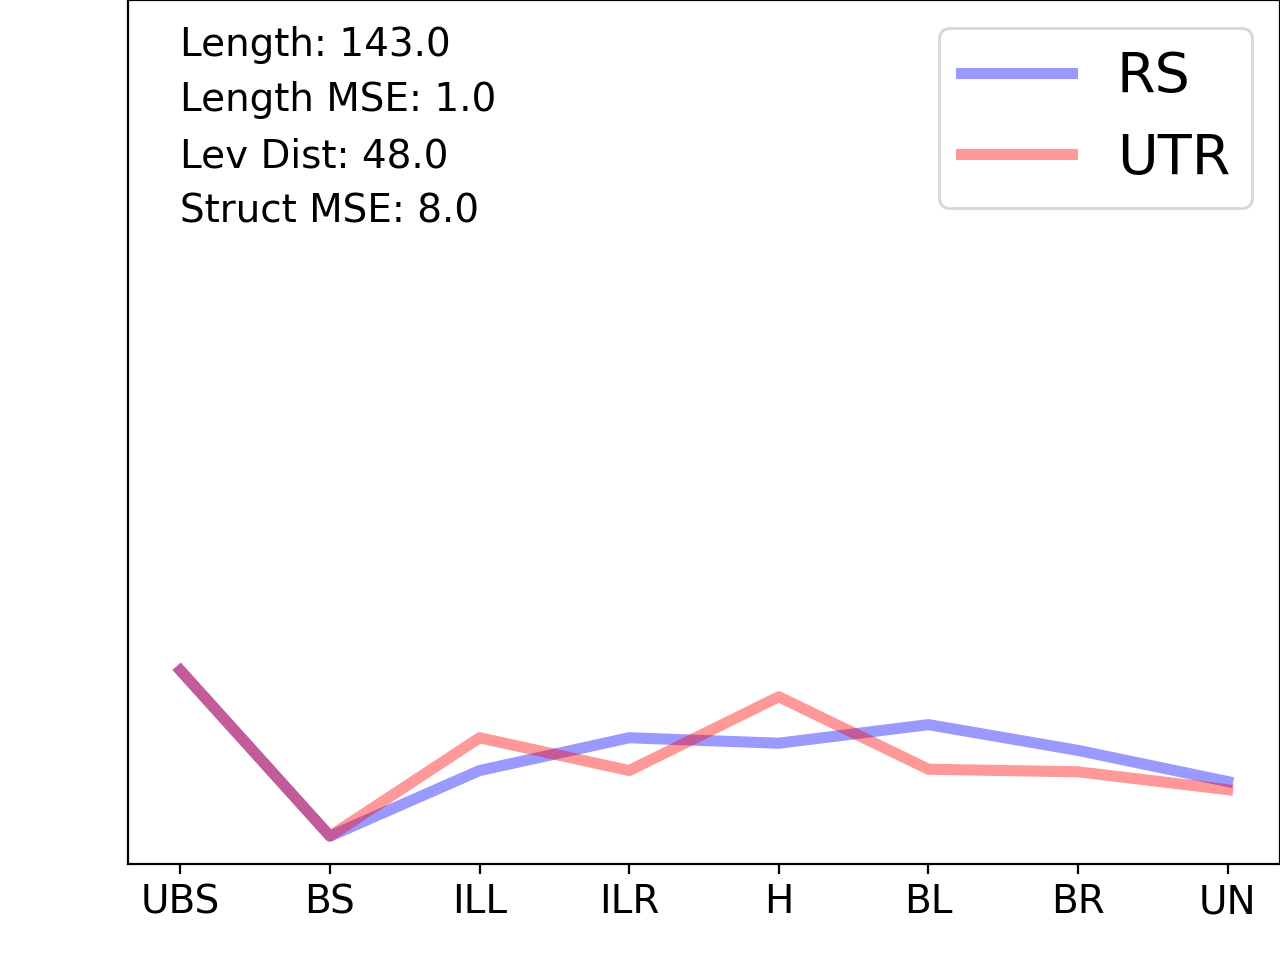 Length: 143.0
Length MSE: 1.0
Lev Dist: 48.0
Struct MSE: 8.0
RS
UTR
UBS BS ILL ILR H BL BR UN